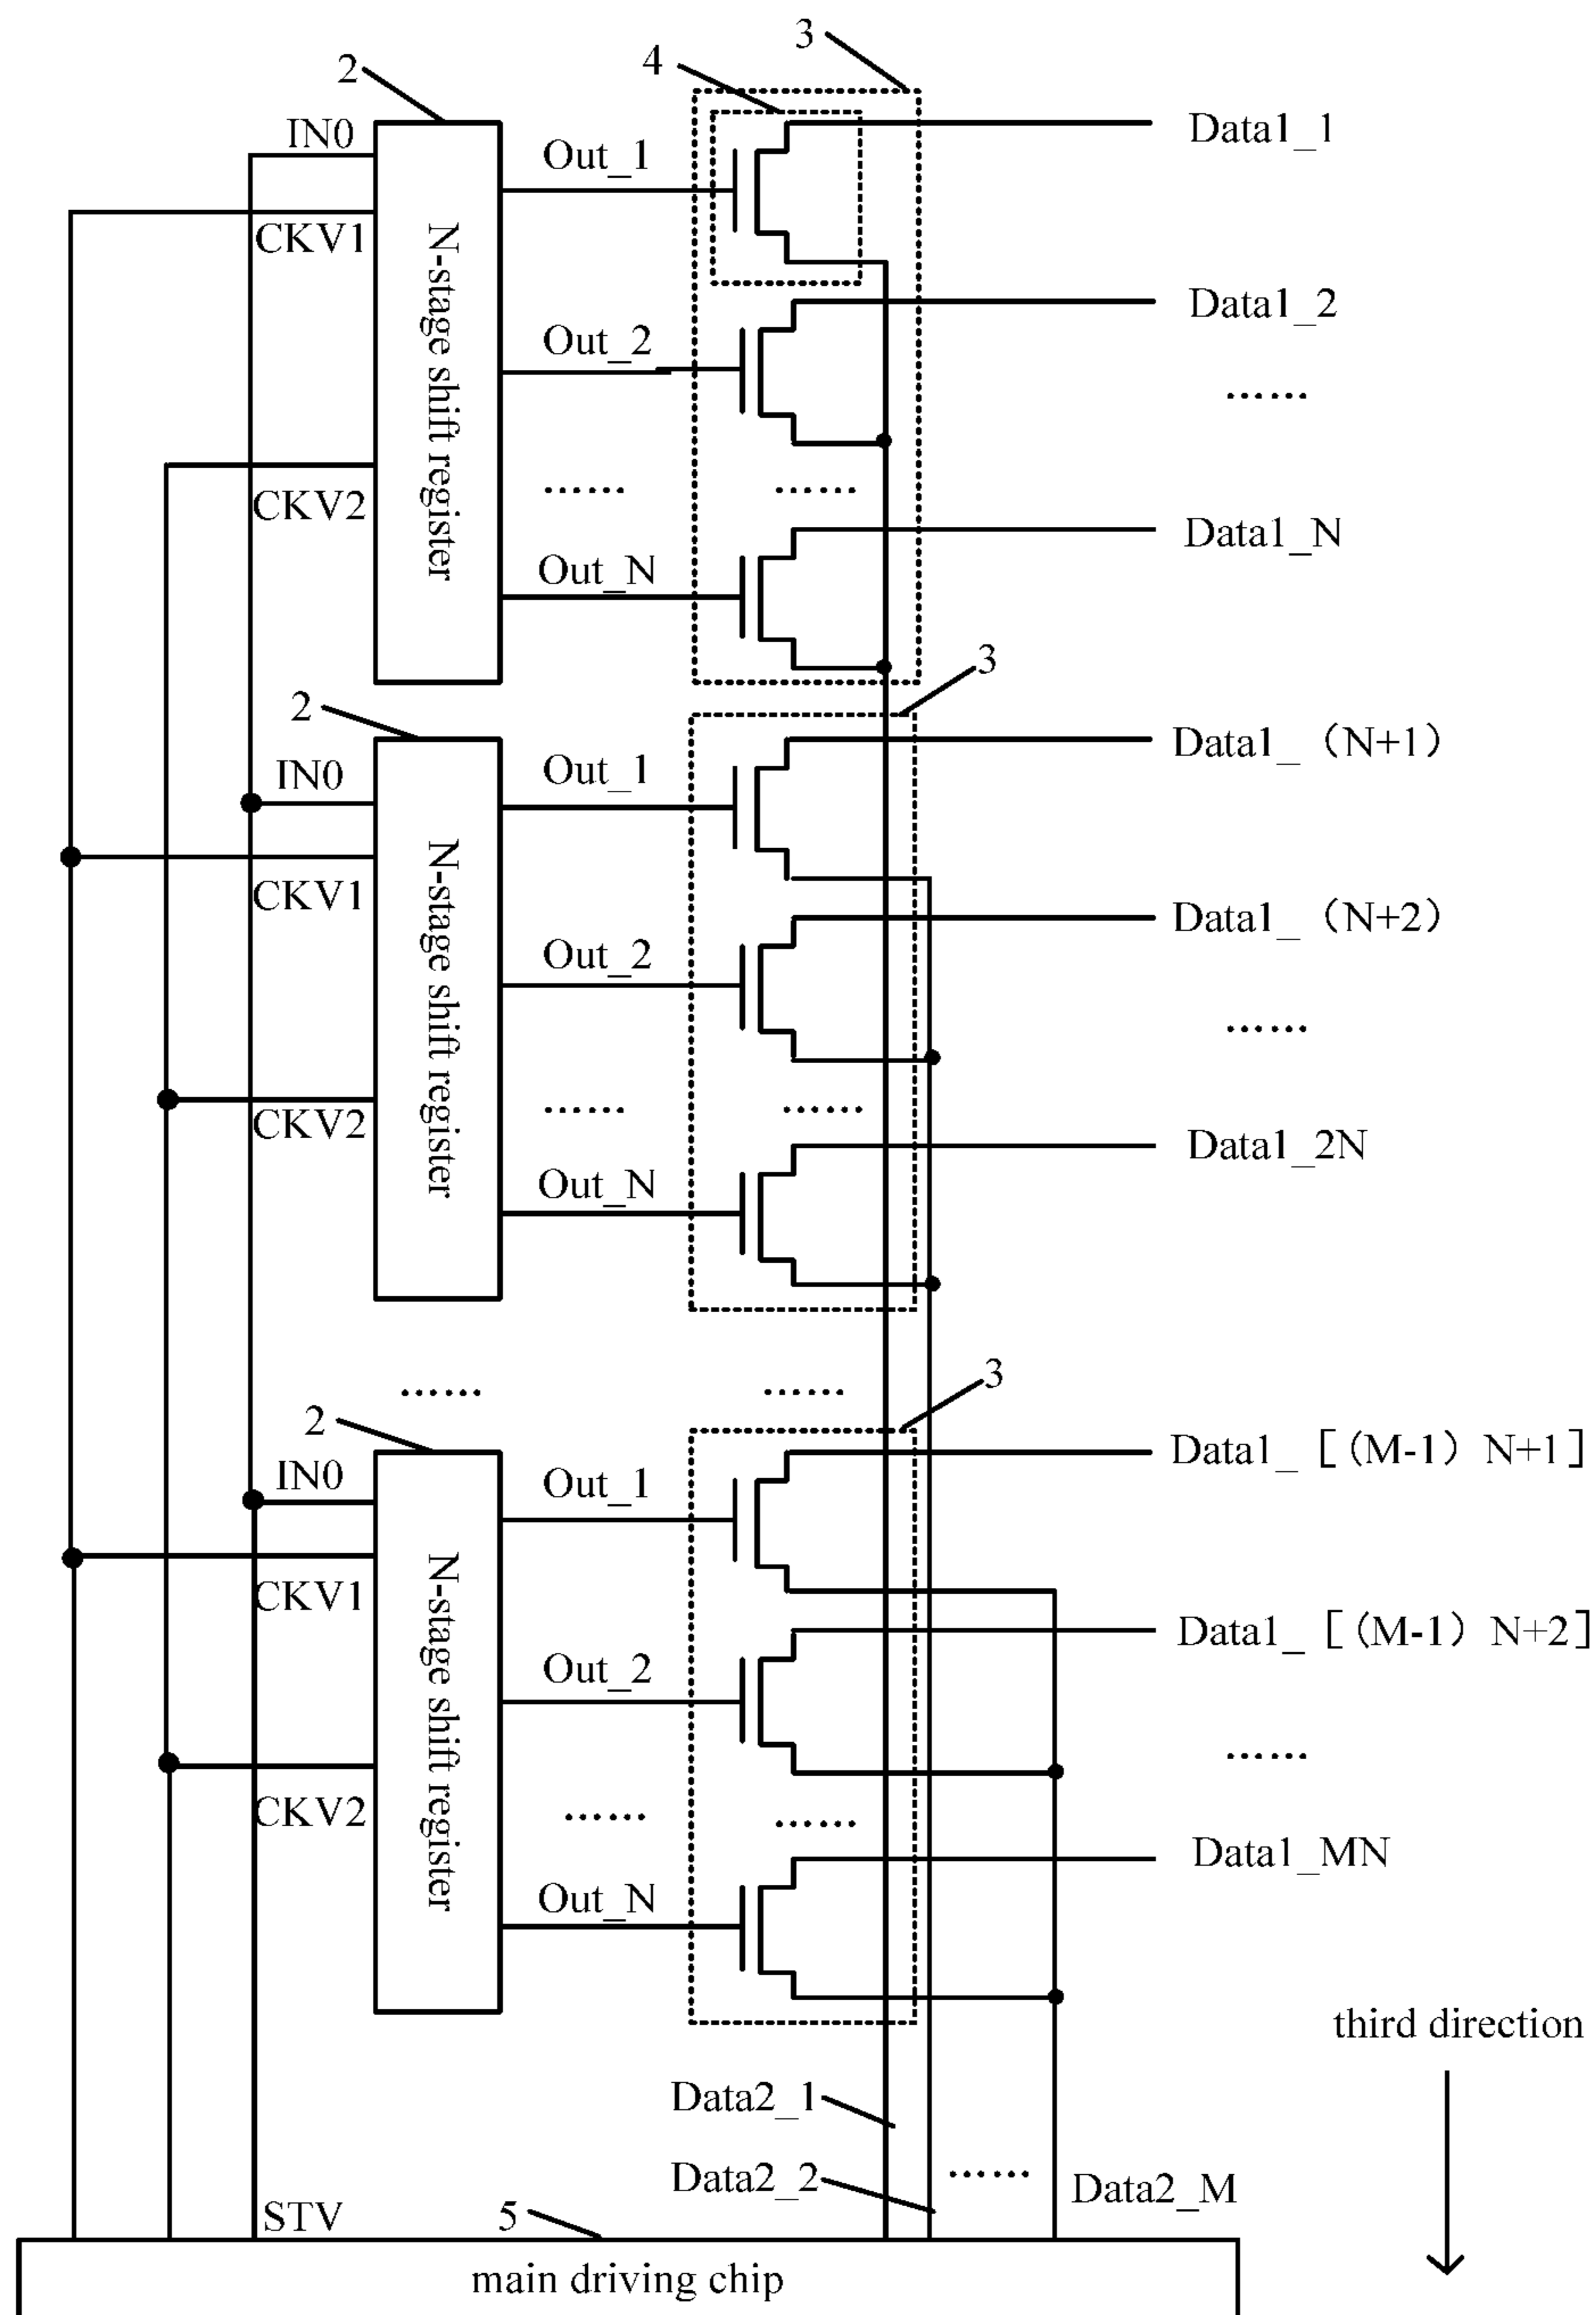 3
4
2
IN0
Out_1
Data1_1
CKV1
N-stage shift register
Data1_2
Out_2
……
CKV2
……
……
Data1_N
Out_N
3
2
Data1_（N+1）
IN0
Out_1
CKV1
N-stage shift register
Data1_（N+2）
Out_2
……
CKV2
……
……
Data1_2N
Out_N
……
……
3
2
Data1_［(M-1）N+1］
IN0
Out_1
CKV1
N-stage shift register
Data1_［(M-1）N+2］
Out_2
……
CKV2
……
……
Data1_MN
Out_N
third direction
Data2_1
Data2_2
……
Data2_M
STV
5
main driving chip